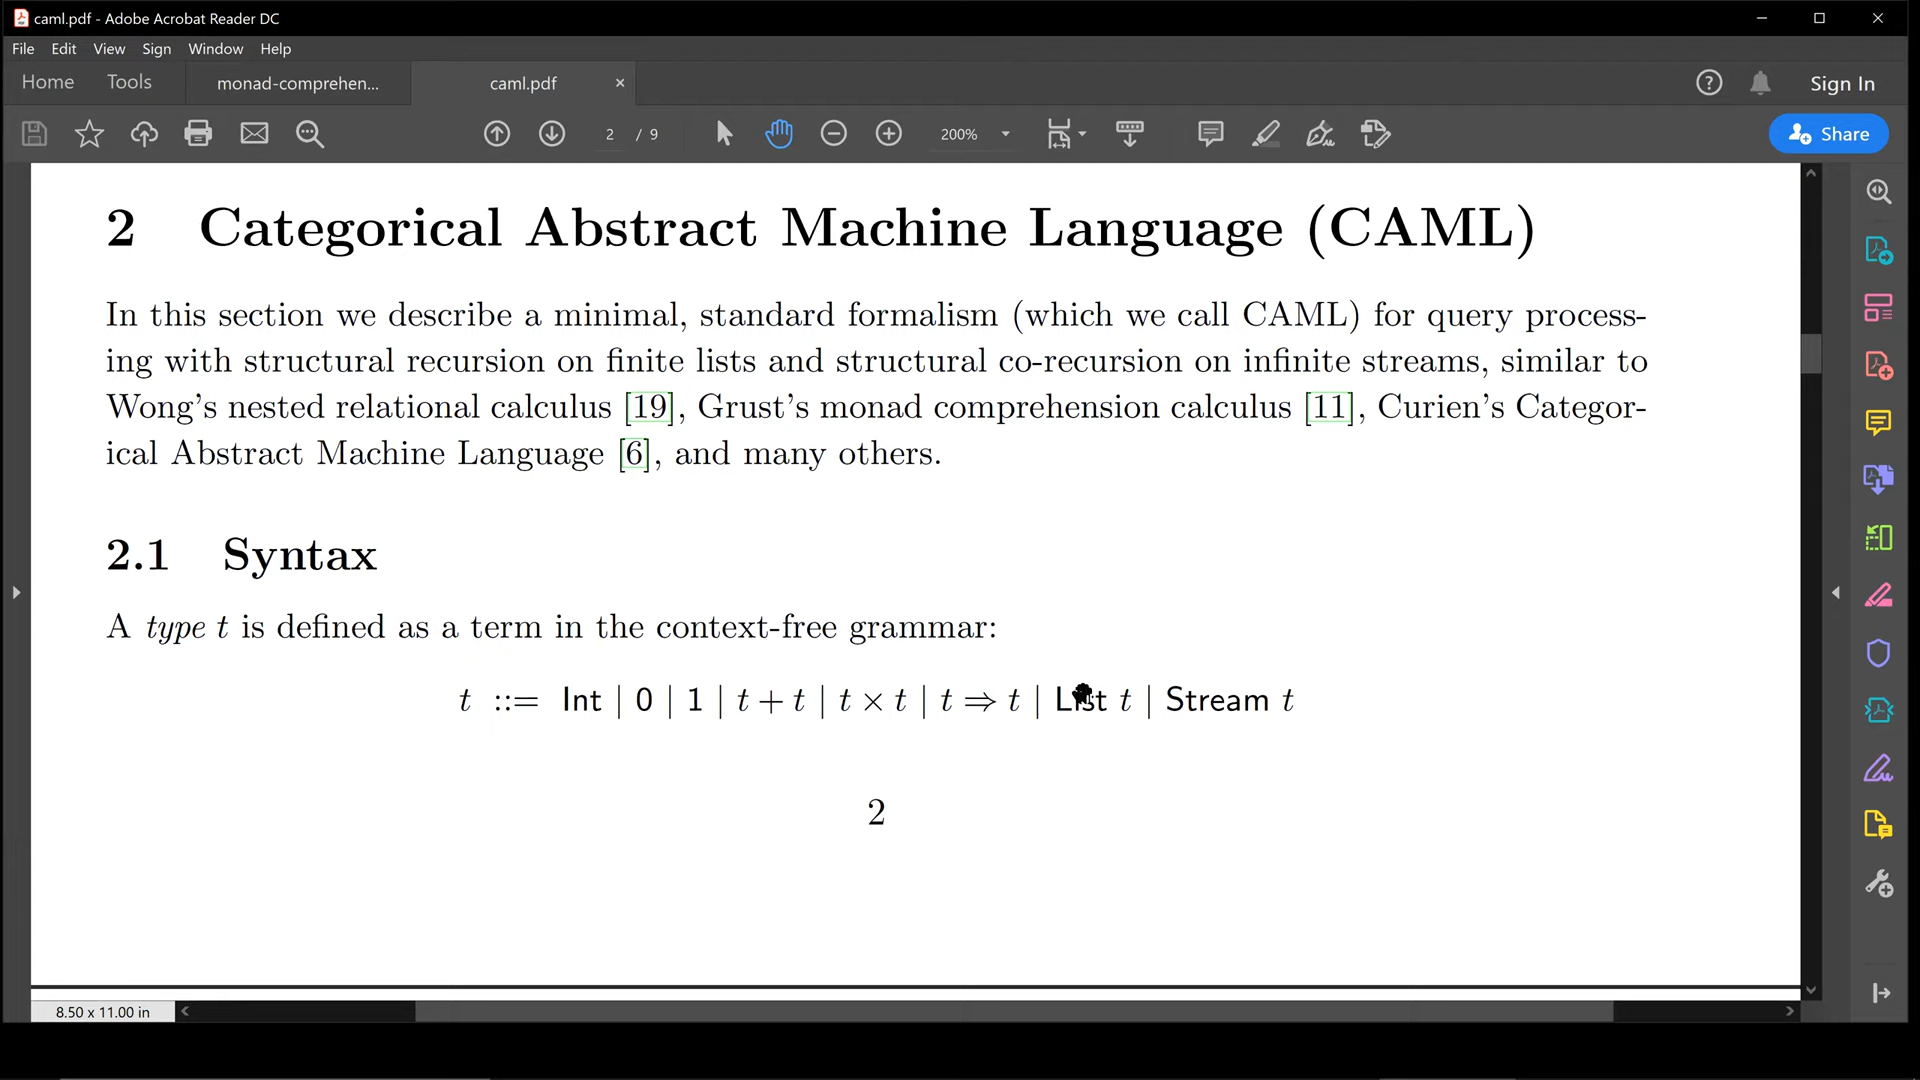 caml.pdf - Adobe Acrobat Reader DC
File Edit View Sign Window Help
Home Tools monad-comprehen... caml.pdf × Sign In
2 / 9 200% Share
2 Categorical Abstract Machine Language (CAML)
In this section we describe a minimal, standard formalism (which we call CAML) for query process-
ing with structural recursion on finite lists and structural co-recursion on infinite streams, similar to
Wong's nested relational calculus [19], Grust's monad comprehension calculus [11], Curien's Categor-
ical Abstract Machine Language [6], and many others.
2.1 Syntax
A type t is defined as a term in the context-free grammar:
t ::= Int | 0 | 1 | t + t | t × t | t ⇒ t | List t | Stream t
2
8.50 x 11.00 in